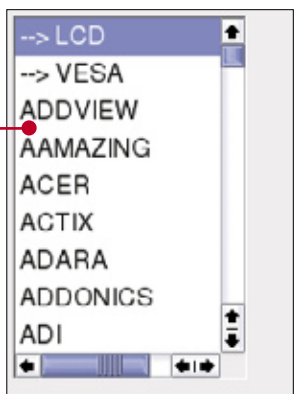 --> LCD
--> VESA
ADDVIEW
AAMAZING
ACER
ACTIX
ADARA
ADDONICS
ADI